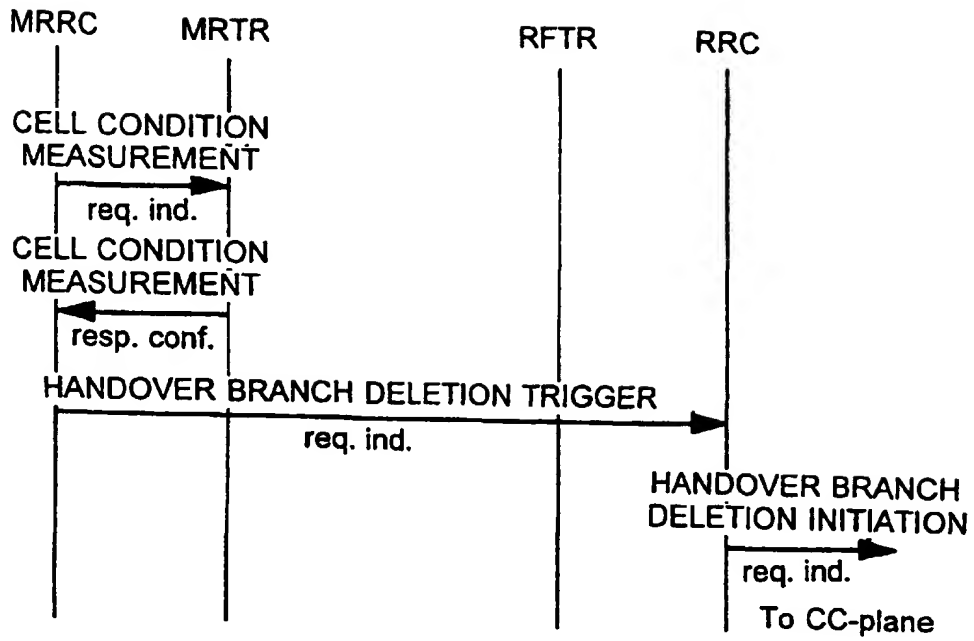 MRRC MRTR RFTR RRC
CELL CONDITION
MEASUREMENT
req. ind.
CELL CONDITION
MEASUREMENT
resp. conf.
HANDOVER BRANCH DELETION TRIGGER
req. ind.
HANDOVER BRANCH
DELETION INITIATION
req. ind.
To CC-plane